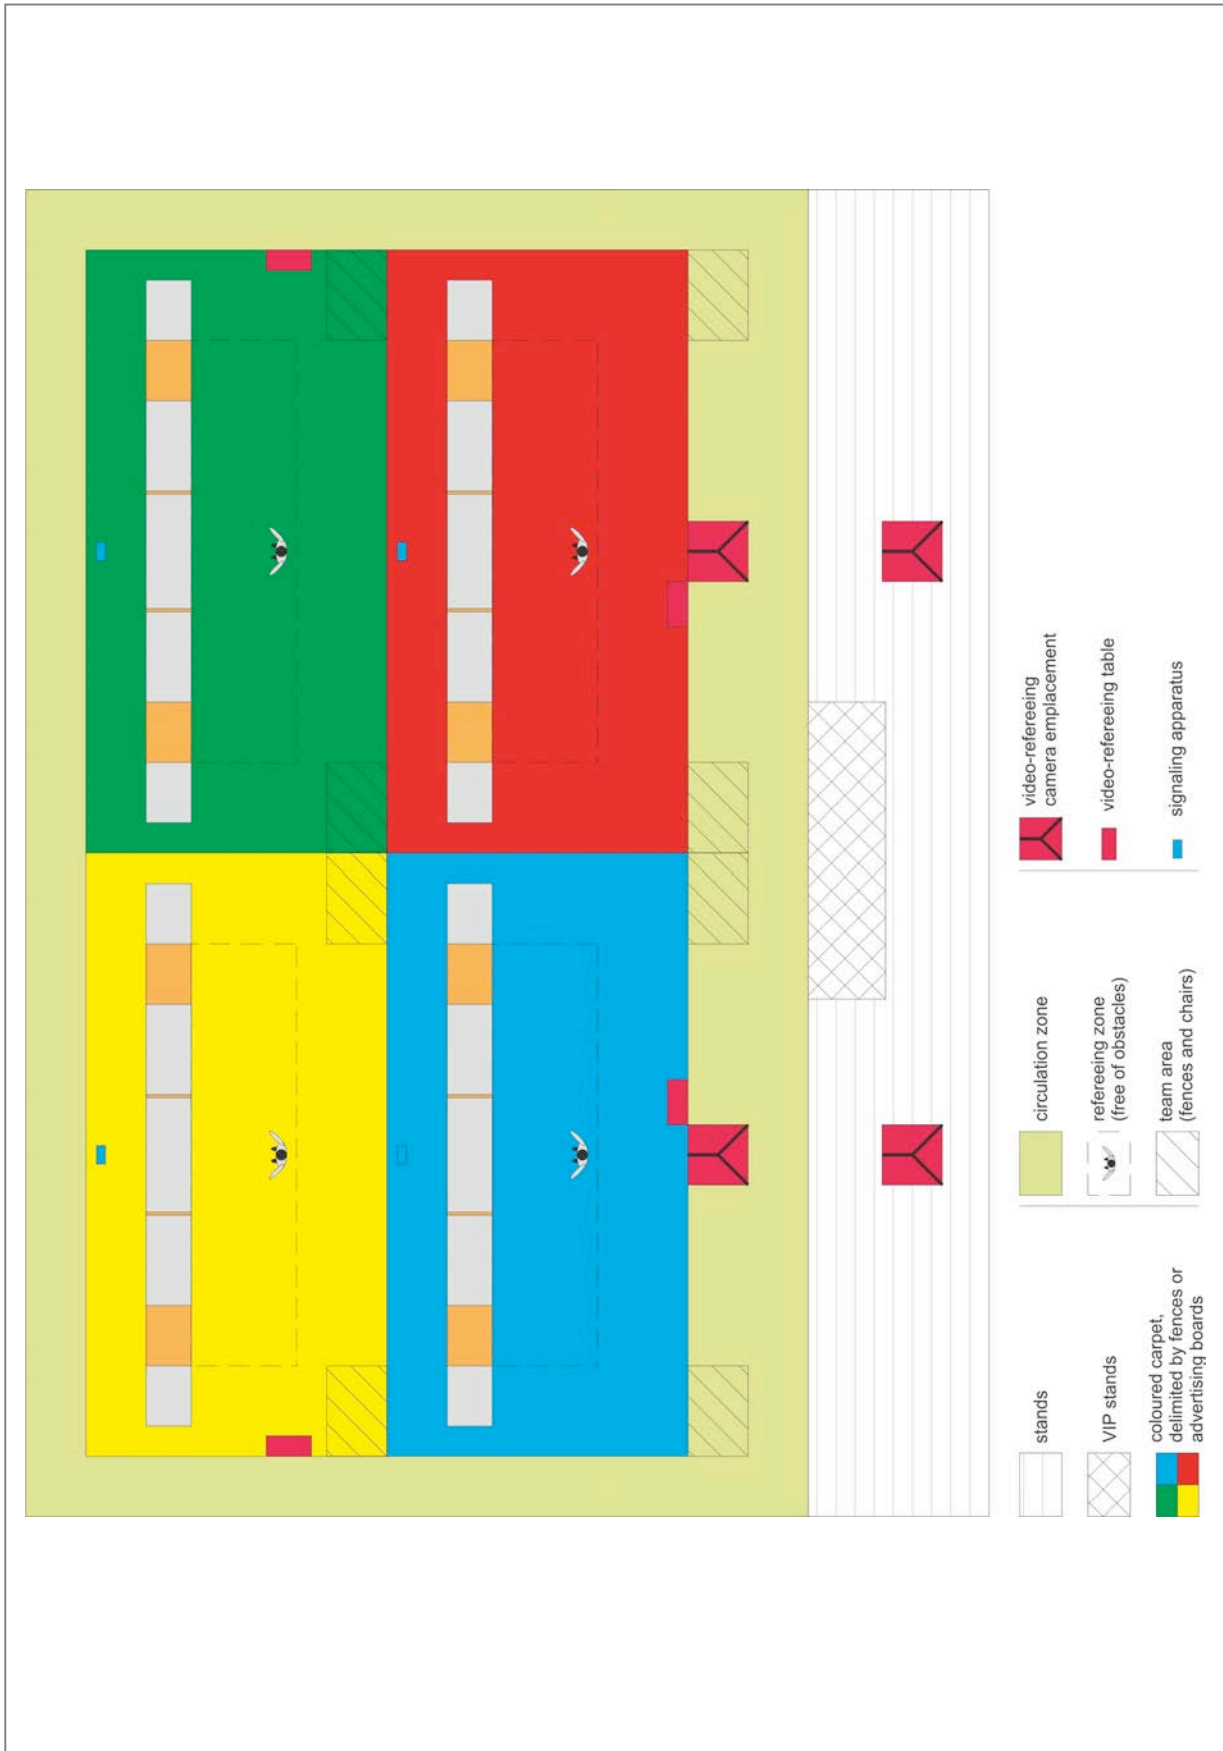 stands
VIP stands
coloured carpet,
delimited by fences or
advertising boards
circulation zone
refereeing zone
(free of obstacles)
team area
(fences and chairs)
video-refereeing
camera emplacement
video-refereeing table
signaling apparatus